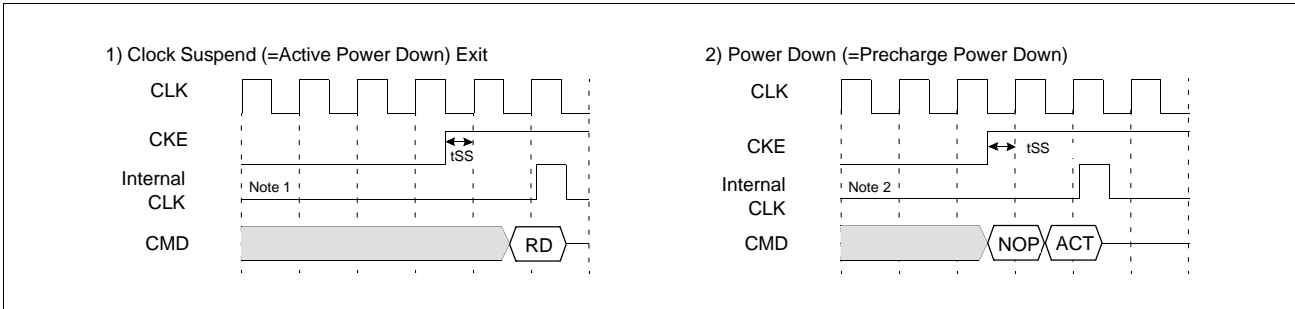 1) Clock Suspend (=Active Power Down) Exit
CLK
CKE
tSS
Internal
CLK
Note 1
CMD
RD
2) Power Down (=Precharge Power Down)
CLK
CKE
tSS
Internal
CLK
Note 2
CMD
NOP
ACT